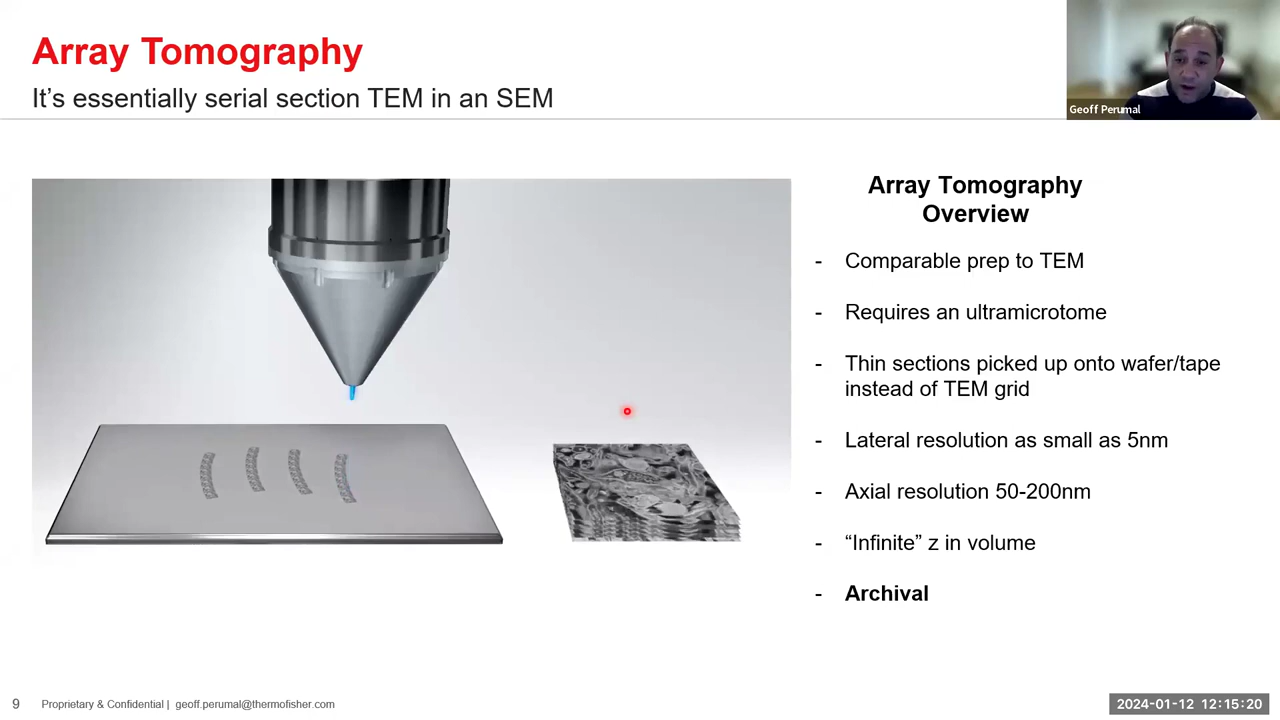 Array Tomography
It’s essentially serial section TEM in an SEM
Geoff Perumal
Array Tomography
Overview
- Comparable prep to TEM
- Requires an ultramicrotome
- Thin sections picked up onto wafer/tape
instead of TEM grid
- Lateral resolution as small as 5nm
- Axial resolution 50-200nm
- “Infinite” z in volume
- Archival
9 Proprietary & Confidential | geoff.perumal@thermofisher.com
2024-01-12 12:15:20